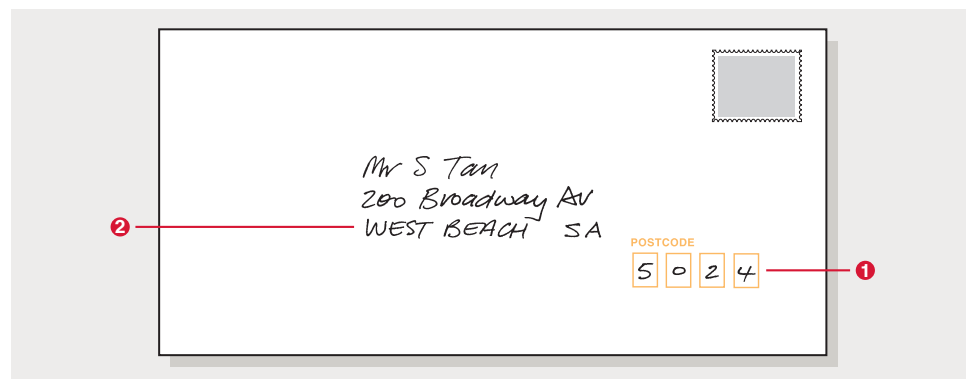 Mr S Tan
200 Broadway AV
2 WEST BEACH SA
POSTCODE
5024 1